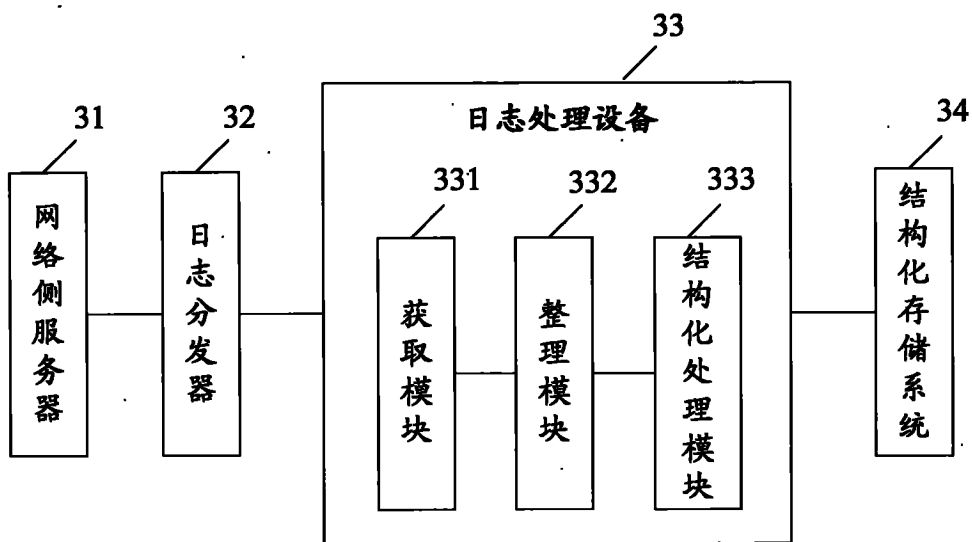 33
日志处理设备
31
32
34
331
332
333
网络侧服务器
日志分发器
获取模块
整理模块
结构化处理模块
结构化存储系统